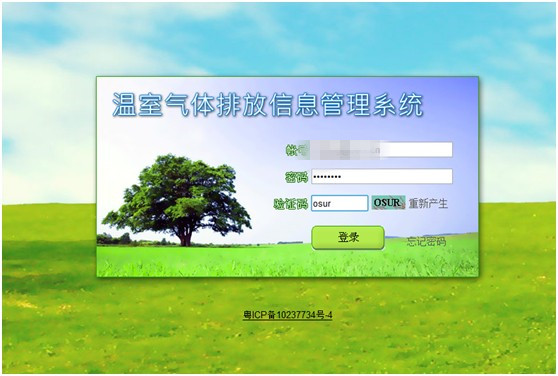 温室气体排放信息管理系统
帐号
密码 ••••••••
验证码 osur OSUR 重新产生
登录 忘记密码
粤ICP备10237734号-4